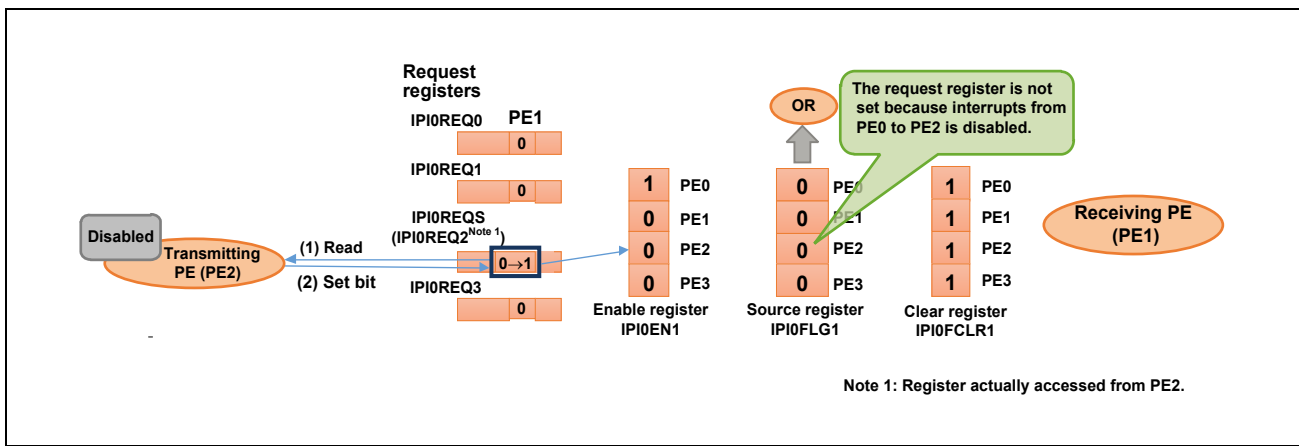 Request
registers
IPI0REQ0 PE1
0
IPI0REQ1
0
IPI0REQS
(IPI0REQ2Note 1)
0→1
IPI0REQ3
0
Disabled
Transmitting
PE (PE2)
(1) Read
(2) Set bit
1 PE0
0 PE1
0 PE2
0 PE3
Enable register
IPI0EN1
OR
The request register is not
set because interrupts from
PE0 to PE2 is disabled.
0 PE0
0 PE1
0 PE2
0 PE3
Source register
IPI0FLG1
1 PE0
1 PE1
1 PE2
1 PE3
Clear register
IPI0FCLR1
Receiving PE
(PE1)
Note 1: Register actually accessed from PE2.